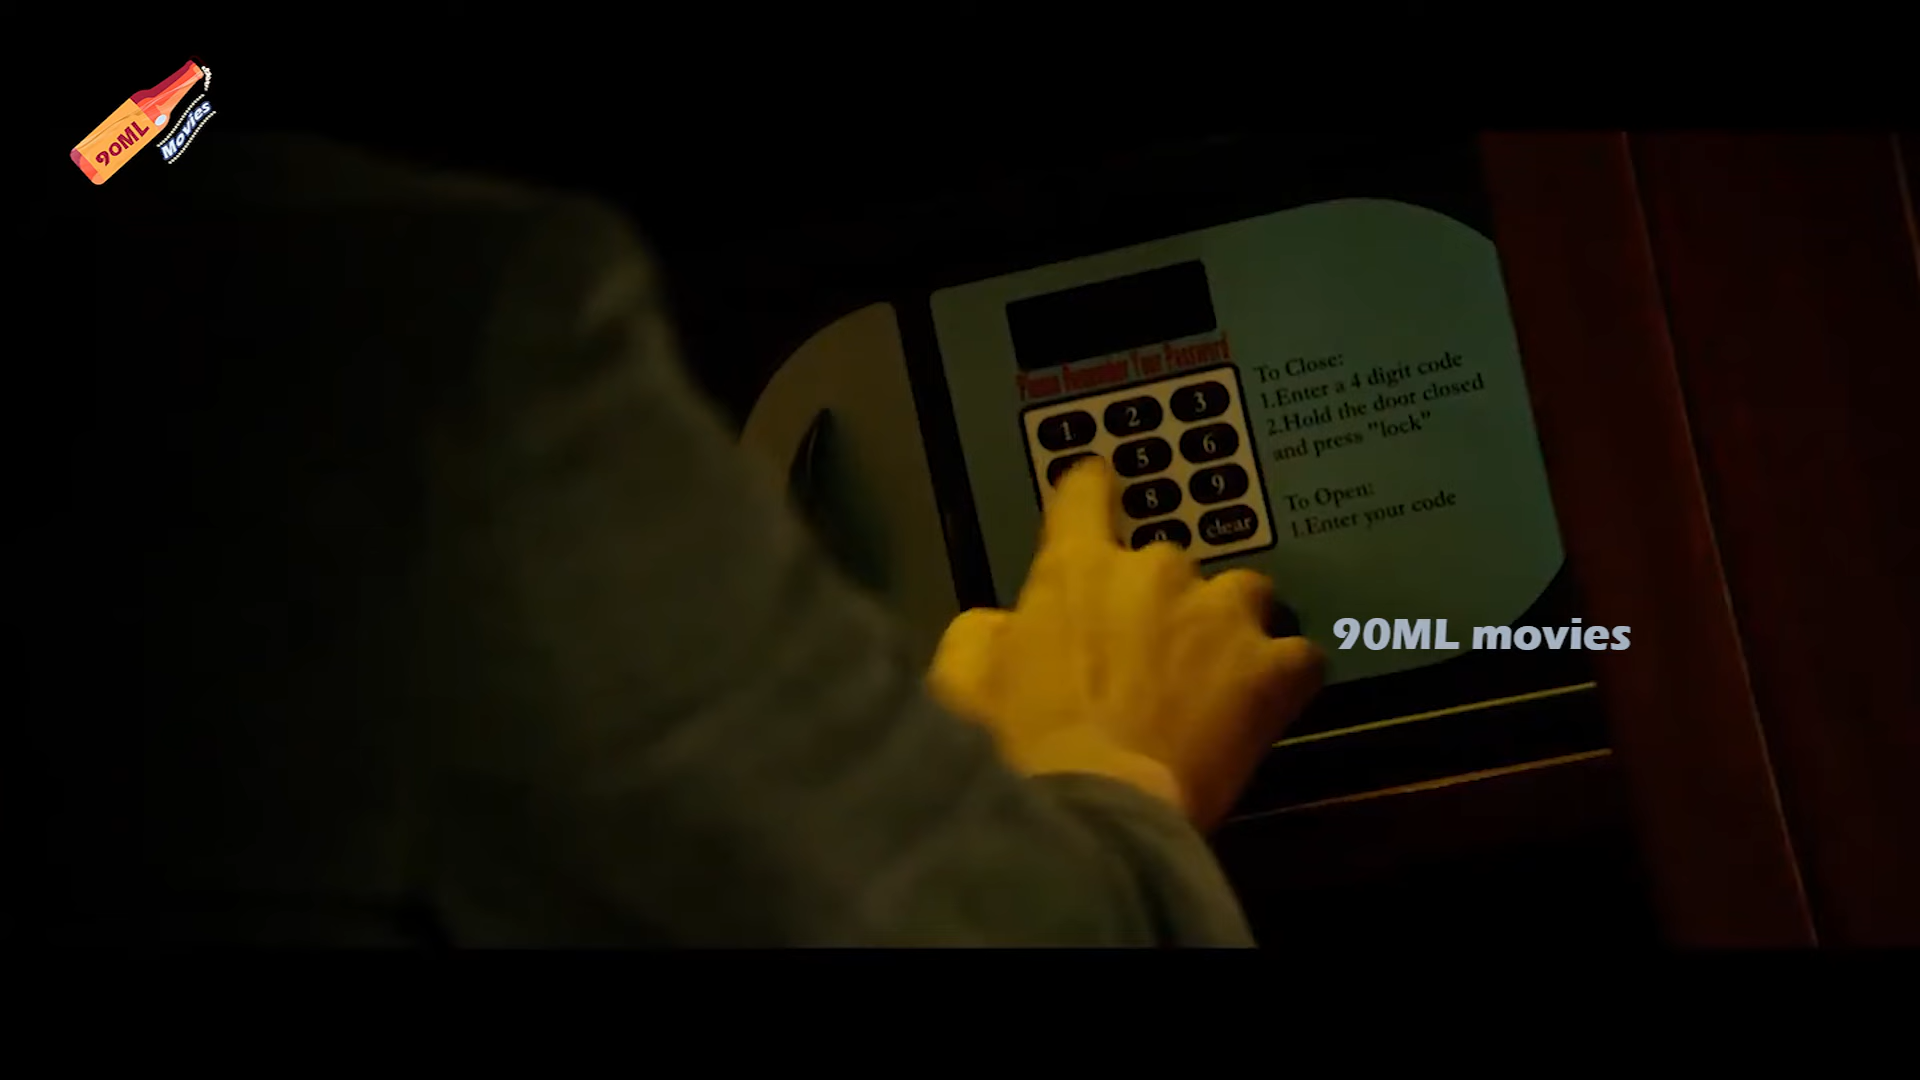 90ML
Movies
Please Remember Your Password
1 2 3
5 6
8 9
0 clear
To Close:
1.Enter a 4 digit code
2.Hold the door closed
and press "lock"
To Open:
1.Enter your code
90ML movies